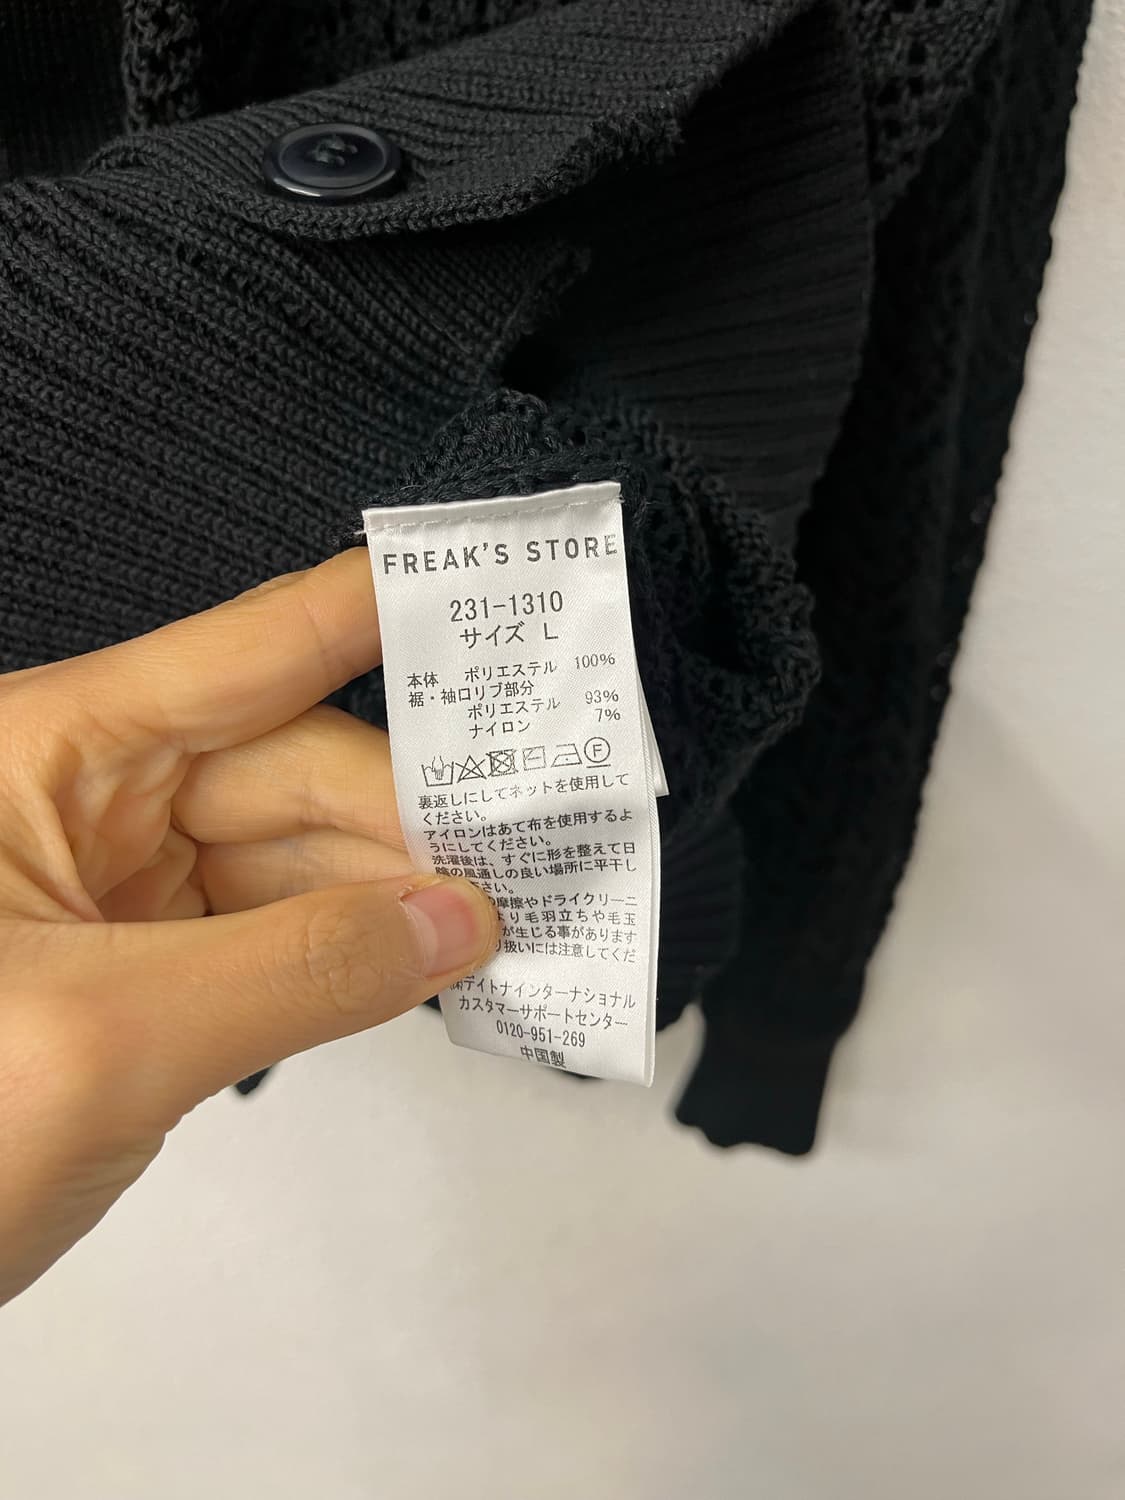 FREAK'S STORE
231-1310
サイズ L
本体 ポリエステル 100%
裾・袖口リブ部分
ポリエステル 93%
ナイロン 7%
F
裏返しにしてネットを使用して
ください。
アイロンはあて布を使用するよ
うにしてください。
洗濯後は、すぐに形を整えて日
陰の風通しの良い場所に平干し
さい。
摩擦やドライクリーニ
より毛羽立ちや毛玉
が生じる事があります
扱いには注意してくだ
㈱デイトナインターナショナル
カスタマーサポートセンター
0120-951-269
中国製